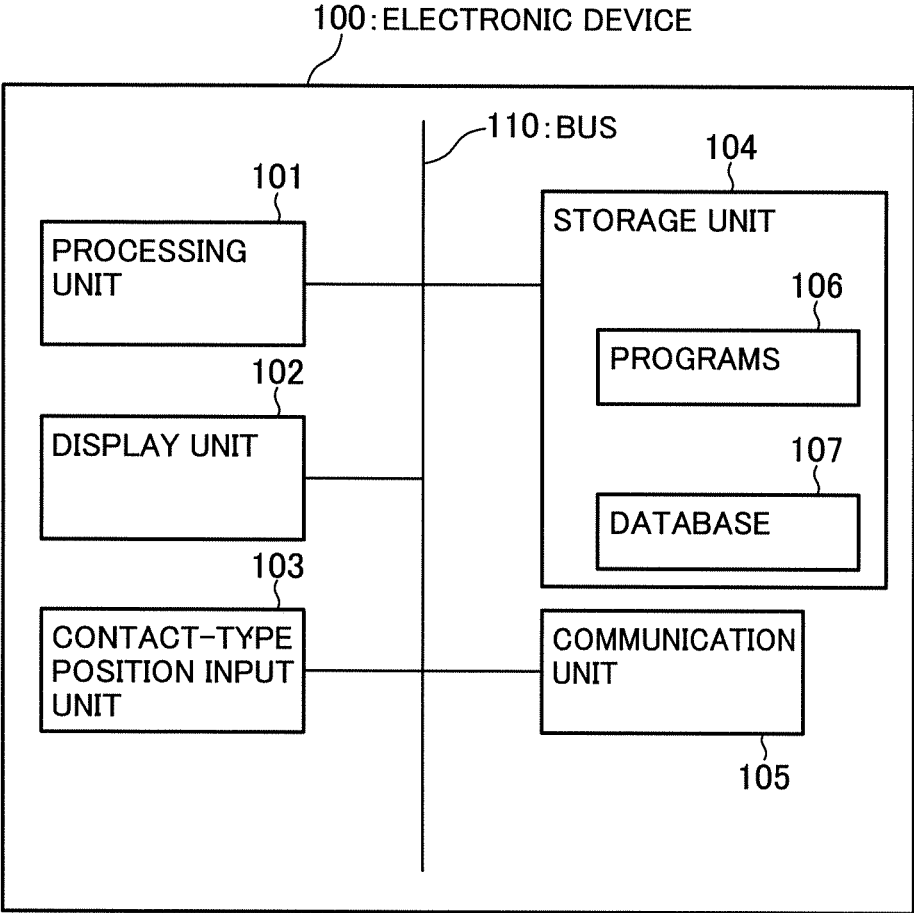 100:ELECTRONIC DEVICE
110:BUS
101
PROCESSING
UNIT
102
DISPLAY UNIT
103
CONTACT-TYPE
POSITION INPUT
UNIT
104
STORAGE UNIT
106
PROGRAMS
107
DATABASE
COMMUNICATION
UNIT
105